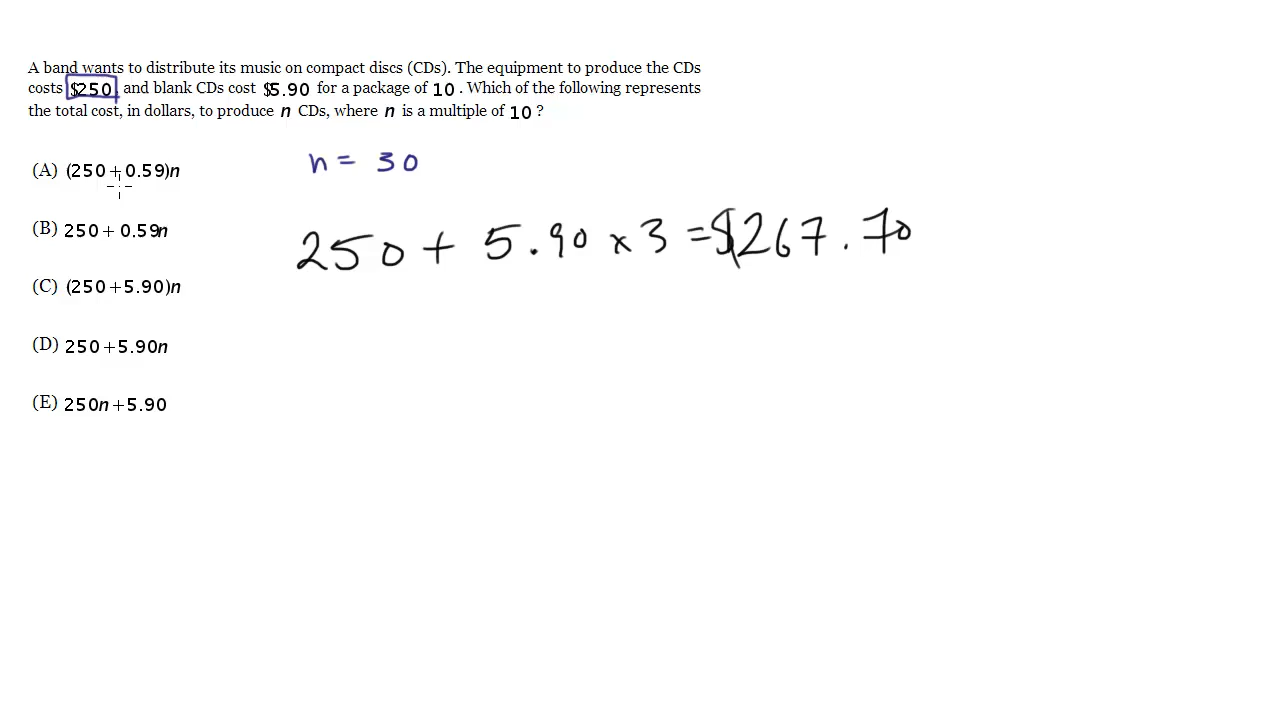 A band wants to distribute its music on compact discs (CDs). The equipment to produce the CDs
costs $250, and blank CDs cost $5.90 for a package of 10. Which of the following represents
the total cost, in dollars, to produce n CDs, where n is a multiple of 10?
(A) (250+0.59)n
n = 30
(B) 250+0.59n
250 + 5.90 x 3 = $267.70
(C) (250+5.90)n
(D) 250+5.90n
(E) 250n+5.90